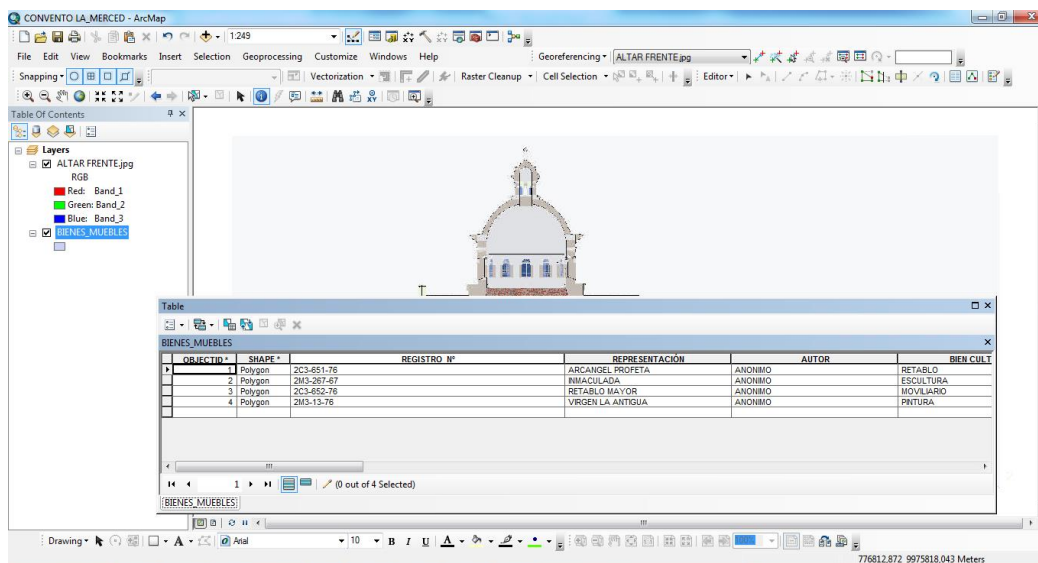 CONVENTO LA_MERCED - ArcMap
1:249
File Edit View Bookmarks Insert Selection Geoprocessing Customize Windows Help
Georeferencing ALTAR FRENTE.jpg
Snapping Vectorization Raster Cleanup Cell Selection Editor
Table Of Contents
Layers
ALTAR FRENTE.jpg
RGB
Red: Band_1
Green: Band_2
Blue: Band_3
BIENES_MUEBLES
Table
BIENES_MUEBLES
OBJECTID * SHAPE * REGISTRO Nº REPRESENTACIÓN AUTOR BIEN CULT
1 Polygon 2C3-651-76 ARCANGEL PROFETA ANONIMO RETABLO
2 Polygon 2M3-267-67 INMACULADA ANONIMO ESCULTURA
3 Polygon 2C3-652-76 RETABLO MAYOR ANONIMO MOVILIARIO
4 Polygon 2M3-13-76 VIRGEN LA ANTIGUA ANONIMO PINTURA
1 (0 out of 4 Selected)
BIENES_MUEBLES
Drawing A Arial 10 B I U A
776812,872 9975818,043 Meters